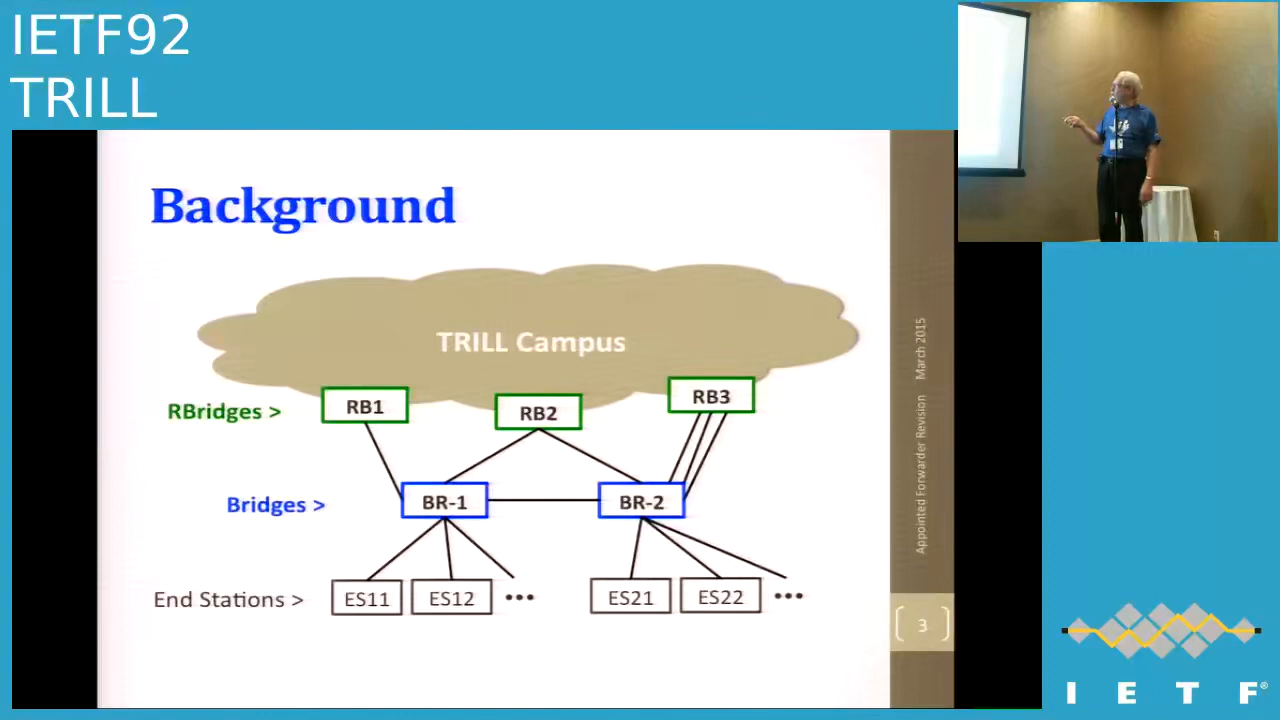 IETF92
TRILL
Background
TRILL Campus
RBridges >
RB1
RB2
RB3
Bridges >
BR-1
BR-2
End Stations >
ES11
ES12
•••
ES21
ES22
•••
Appointed Forwarder Revision March 2015
3
I E T F®